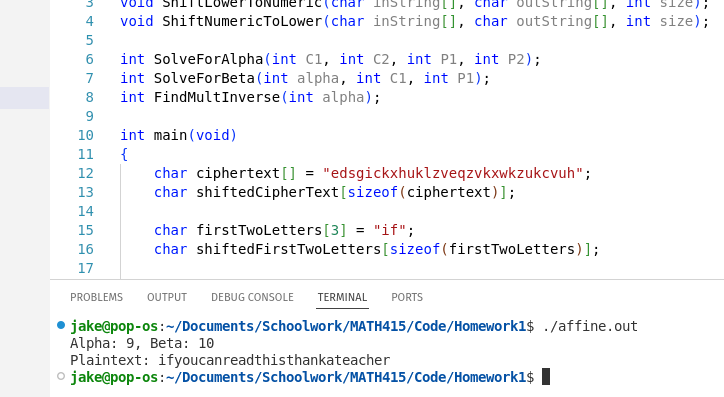 3 void ShiftLowerToNumeric(char inString[], char outString[], int size);
4 void ShiftNumericToLower(char inString[], char outString[], int size);
5
6 int SolveForAlpha(int C1, int C2, int P1, int P2);
7 int SolveForBeta(int alpha, int C1, int P1);
8 int FindMultInverse(int alpha);
9
10 int main(void)
11 {
12 char ciphertext[] = "edsgickxhuklzveqzvkxwkzukcvuh";
13 char shiftedCipherText[sizeof(ciphertext)];
14
15 char firstTwoLetters[3] = "if";
16 char shiftedFirstTwoLetters[sizeof(firstTwoLetters)];
17
PROBLEMS OUTPUT DEBUG CONSOLE TERMINAL PORTS
jake@pop-os:~/Documents/Schoolwork/MATH415/Code/Homework1$ ./affine.out
Alpha: 9, Beta: 10
Plaintext: ifyoucanreadthisthankateacher
jake@pop-os:~/Documents/Schoolwork/MATH415/Code/Homework1$